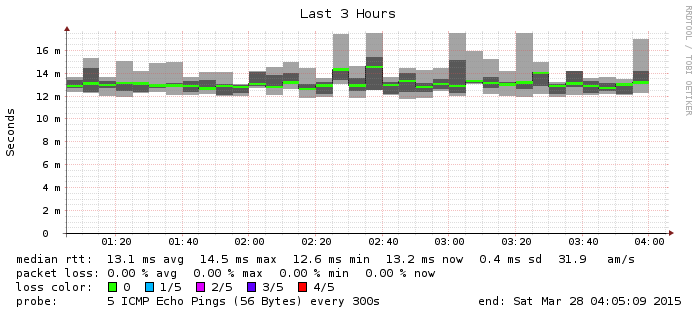 Last 3 Hours
RRDTOOL / TOBI OETIKER
Seconds
16 m
14 m
12 m
10 m
8 m
6 m
4 m
2 m
0
01:20 01:40 02:00 02:20 02:40 03:00 03:20 03:40 04:00
median rtt: 13.1 ms avg 14.5 ms max 12.6 ms min 13.2 ms now 0.4 ms sd 31.9 am/s
packet loss: 0.00 % avg 0.00 % max 0.00 % min 0.00 % now
loss color: 0 1/5 2/5 3/5 4/5
probe: 5 ICMP Echo Pings (56 Bytes) every 300s end: Sat Mar 28 04:05:09 2015